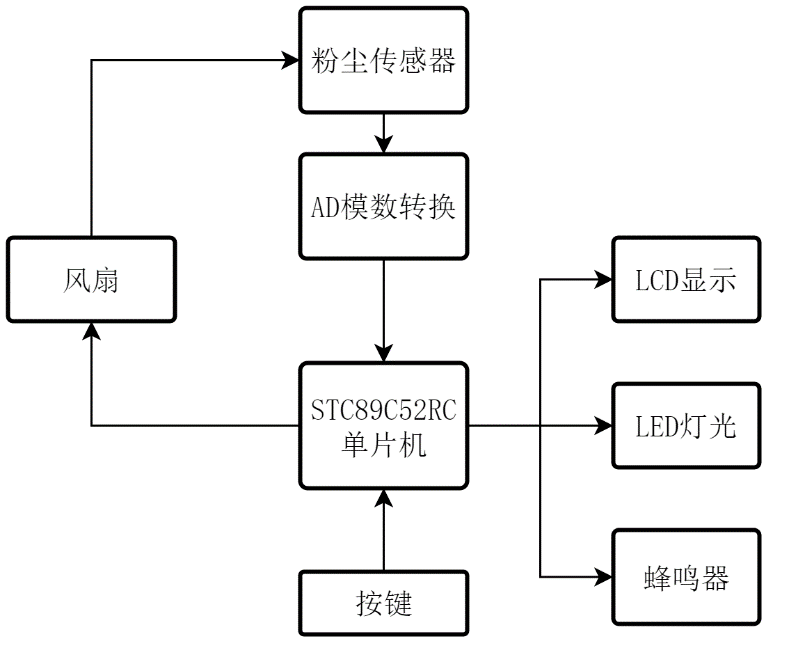 粉尘传感器
AD模数转换
风扇
LCD显示
STC89C52RC
单片机
LED灯光
蜂鸣器
按键